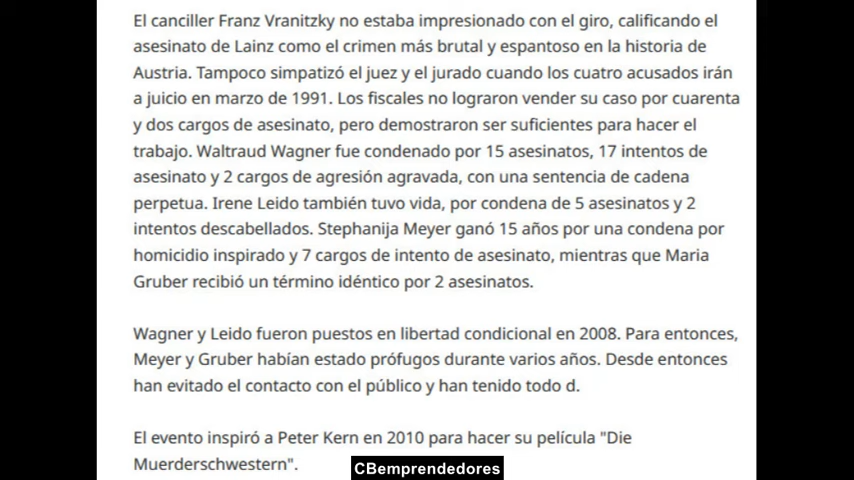 El canciller Franz Vranitzky no estaba impresionado con el giro, calificando el
asesinato de Lainz como el crimen más brutal y espantoso en la historia de
Austria. Tampoco simpatizó el juez y el jurado cuando los cuatro acusados irán
a juicio en marzo de 1991. Los fiscales no lograron vender su caso por cuarenta
y dos cargos de asesinato, pero demostraron ser suficientes para hacer el
trabajo. Waltraud Wagner fue condenado por 15 asesinatos, 17 intentos de
asesinato y 2 cargos de agresión agravada, con una sentencia de cadena
perpetua. Irene Leido también tuvo vida, por condena de 5 asesinatos y 2
intentos descabellados. Stephanija Meyer ganó 15 años por una condena por
homicidio inspirado y 7 cargos de intento de asesinato, mientras que Maria
Gruber recibió un término idéntico por 2 asesinatos.
Wagner y Leido fueron puestos en libertad condicional en 2008. Para entonces,
Meyer y Gruber habían estado prófugos durante varios años. Desde entonces
han evitado el contacto con el público y han tenido todo d.
El evento inspiró a Peter Kern en 2010 para hacer su película "Die
Muerderschwestern".
CBemprendedores